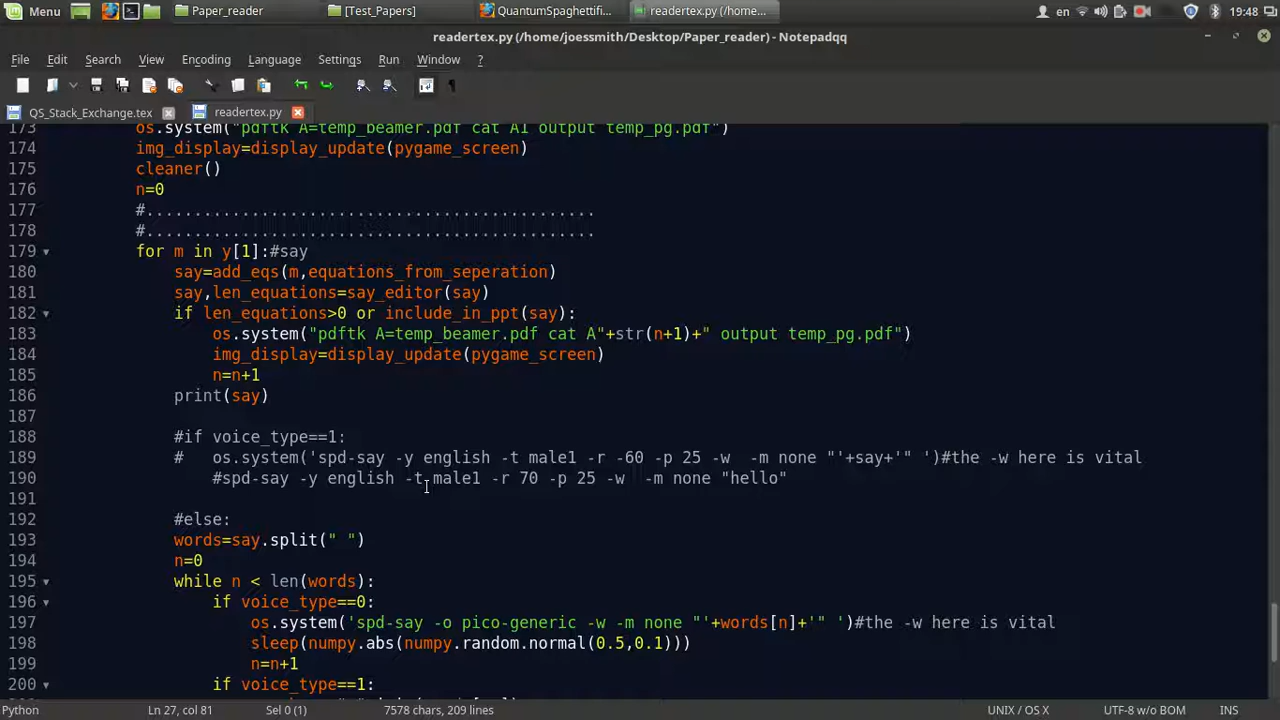 Menu
Paper_reader
[Test_Papers]
QuantumSpaghettifi...
readertex.py (/home...
en
19:48
readertex.py (/home/joessmith/Desktop/Paper_reader) - Notepadqq
File Edit Search View Encoding Language Settings Run Window ?
QS_Stack_Exchange.tex
readertex.py
173 os.system("pdftk A=temp_beamer.pdf cat A1 output temp_pg.pdf")
174 img_display=display_update(pygame_screen)
175 cleaner()
176 n=0
177 #...............................................
178 #...............................................
179 for m in y[1]:#say
180 say=add_eqs(m,equations_from_seperation)
181 say,len_equations=say_editor(say)
182 if len_equations>0 or include_in_ppt(say):
183 os.system("pdftk A=temp_beamer.pdf cat A"+str(n+1)+" output temp_pg.pdf")
184 img_display=display_update(pygame_screen)
185 n=n+1
186 print(say)
187
188 #if voice_type==1:
189 #   os.system('spd-say -y english -t male1 -r -60 -p 25 -w  -m none "'+say+'" ')#the -w here is vital
190 #spd-say -y english -t male1 -r 70 -p 25 -w  -m none "hello"
191
192 #else:
193 words=say.split(" ")
194 n=0
195 while n < len(words):
196 if voice_type==0:
197 os.system('spd-say -o pico-generic -w -m none "'+words[n]+'" ')#the -w here is vital
198 sleep(numpy.abs(numpy.random.normal(0.5,0.1)))
199 n=n+1
200 if voice_type==1:
Python
Ln 27, col 81
Sel 0 (1)
7578 chars, 209 lines
UNIX / OS X
UTF-8 w/o BOM
INS